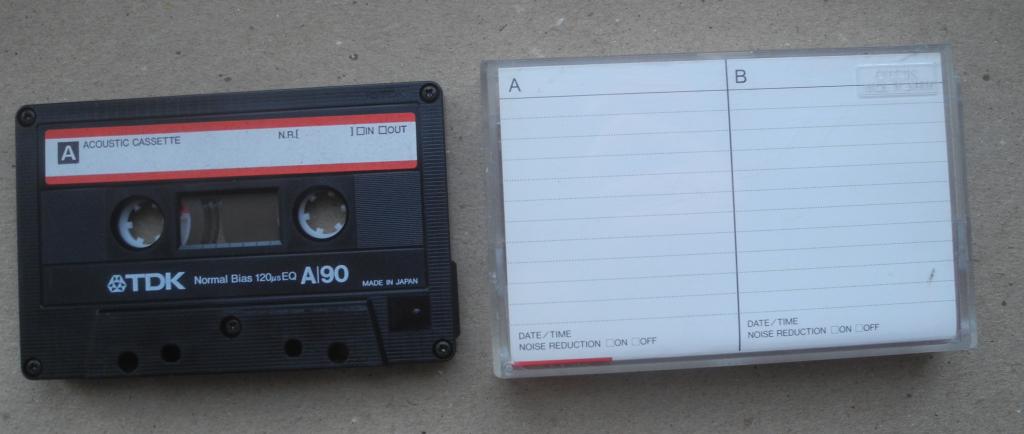 A ACOUSTIC CASSETTE N.R.[ ] □IN □OUT
TDK Normal Bias 120μs EQ A|90 MADE IN JAPAN
A
DATE/TIME
NOISE REDUCTION □ON □OFF
B
DATE/TIME
NOISE REDUCTION □ON □OFF